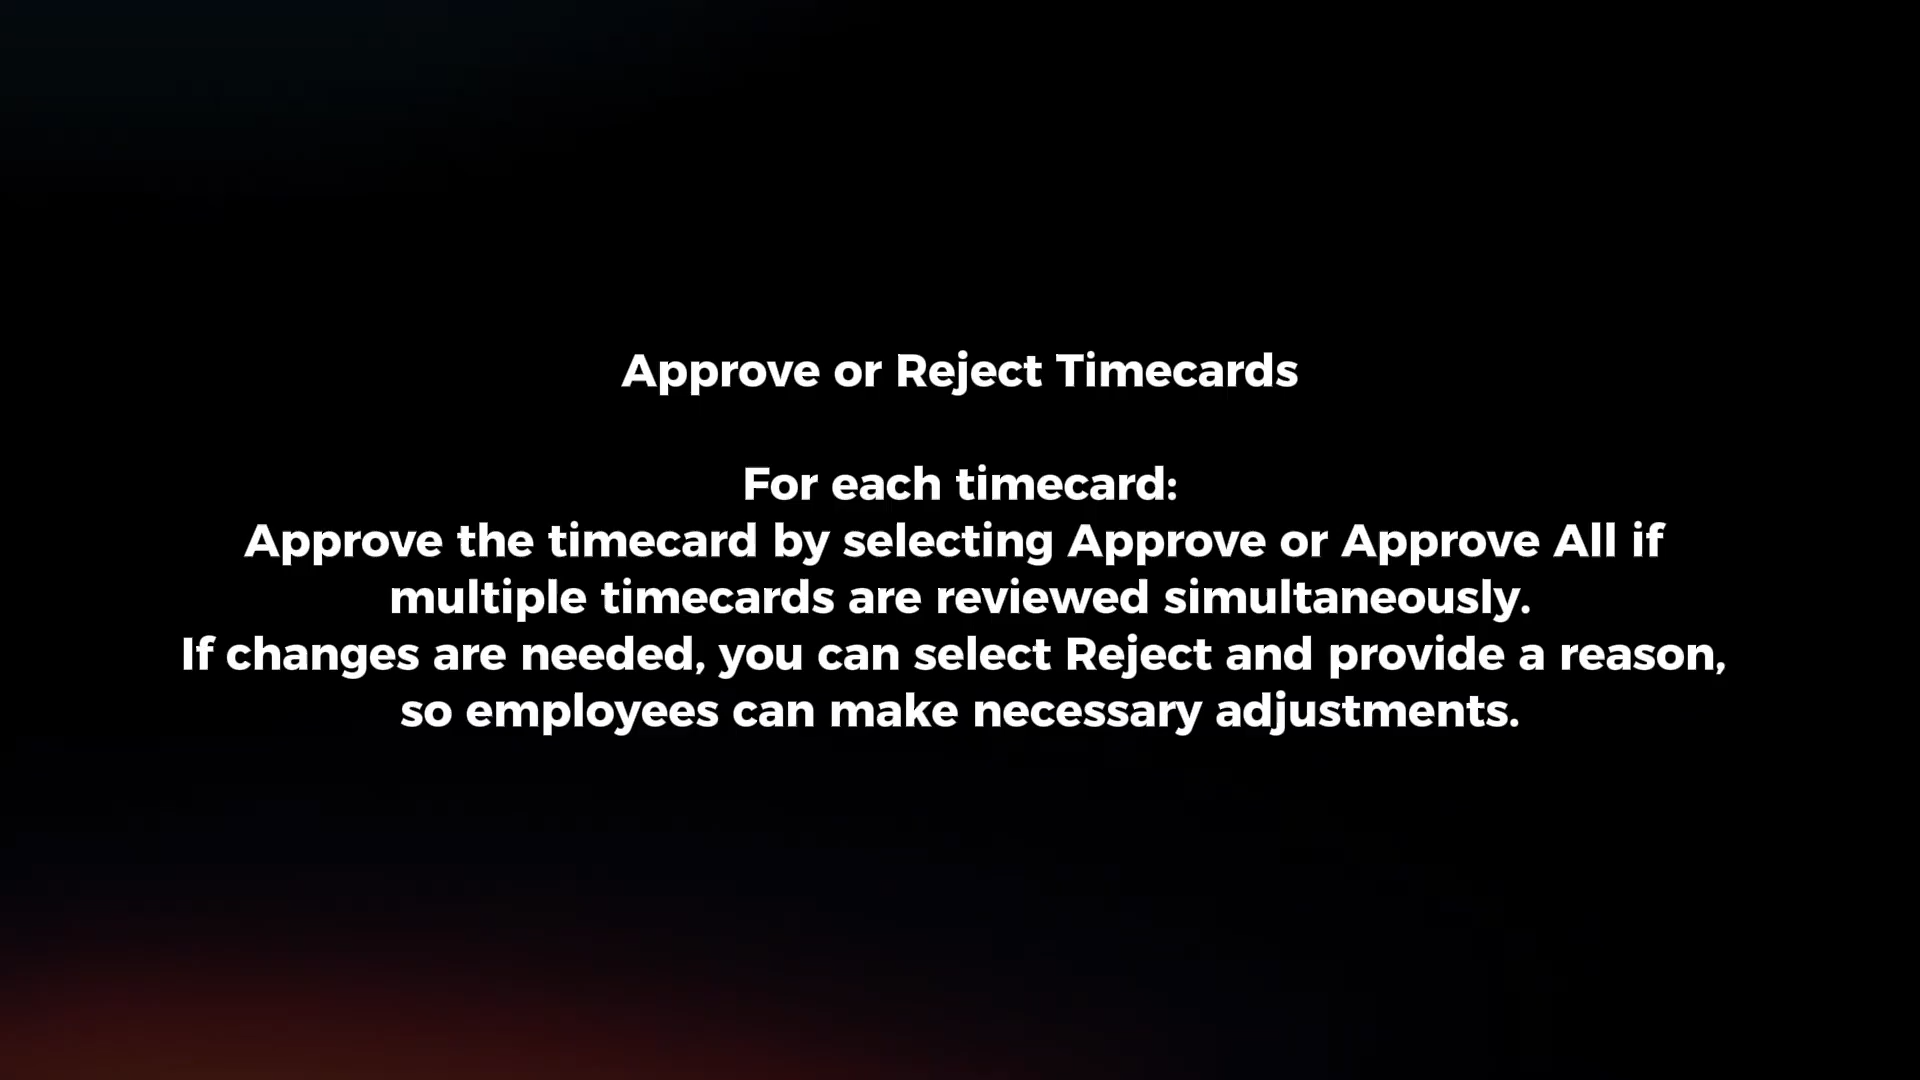 Approve or Reject Timecards
For each timecard:
Approve the timecard by selecting Approve or Approve All if
multiple timecards are reviewed simultaneously.
If changes are needed, you can select Reject and provide a reason,
so employees can make necessary adjustments.